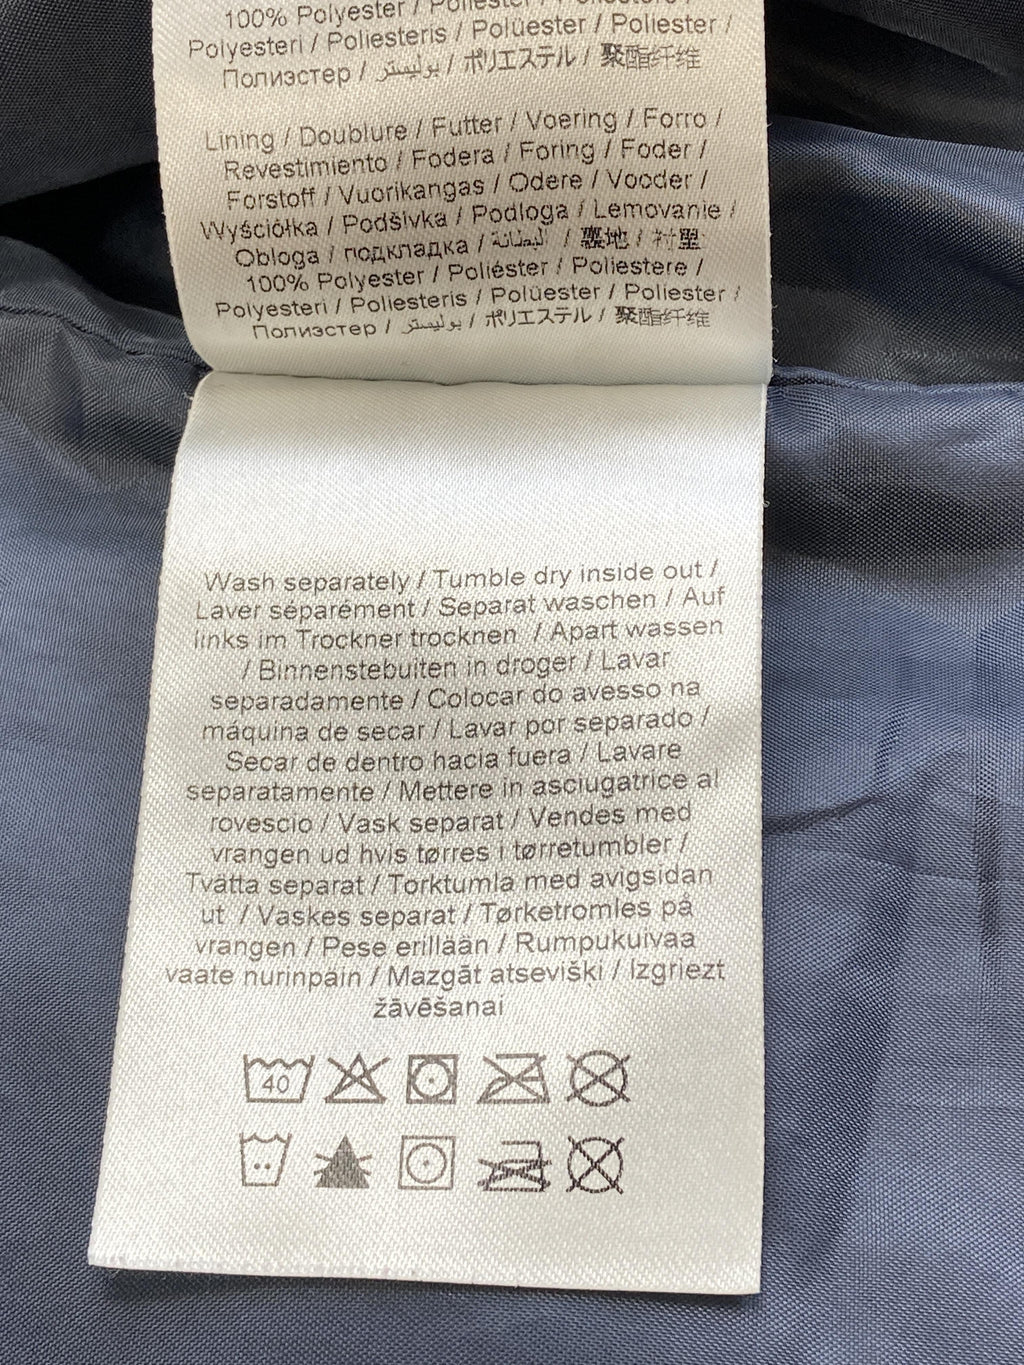 100% Polyester / Poliéster / Poliestere /
Polyesteri / Poliesteris / Polüester / Poliester /
Полиэстер / بوليستر / ポリエステル / 聚酯纤维
Lining / Doublure / Futter / Voering / Forro /
Revestimiento / Fodera / Foring / Foder /
Forstoff / Vuorikangas / Odere / Vooder /
Wyściółka / Podšívka / Podloga / Lemovanie /
Obloga / подкладка / البطانة / 裏地 / 衬里
100% Polyester / Poliéster / Poliestere /
Polyesteri / Poliesteris / Polüester / Poliester /
Полиэстер / بوليستر / ポリエステル / 聚酯纤维
Wash separately / Tumble dry inside out /
Laver séparément / Separat waschen / Auf
links im Trockner trocknen / Apart wassen
/ Binnenstebuiten in droger / Lavar
separadamente / Colocar do avesso na
máquina de secar / Lavar por separado /
Secar de dentro hacia fuera / Lavare
separatamente / Mettere in asciugatrice al
rovescio / Vask separat / Vendes med
vrangen ud hvis tørres i tørretumbler /
Tvätta separat / Torktumla med avigsidan
ut / Vaskes separat / Tørketromles på
vrangen / Pese erillään / Rumpukuivaa
vaate nurinpäin / Mazgāt atsevišķi / Izgriezt
žāvēšanai
40